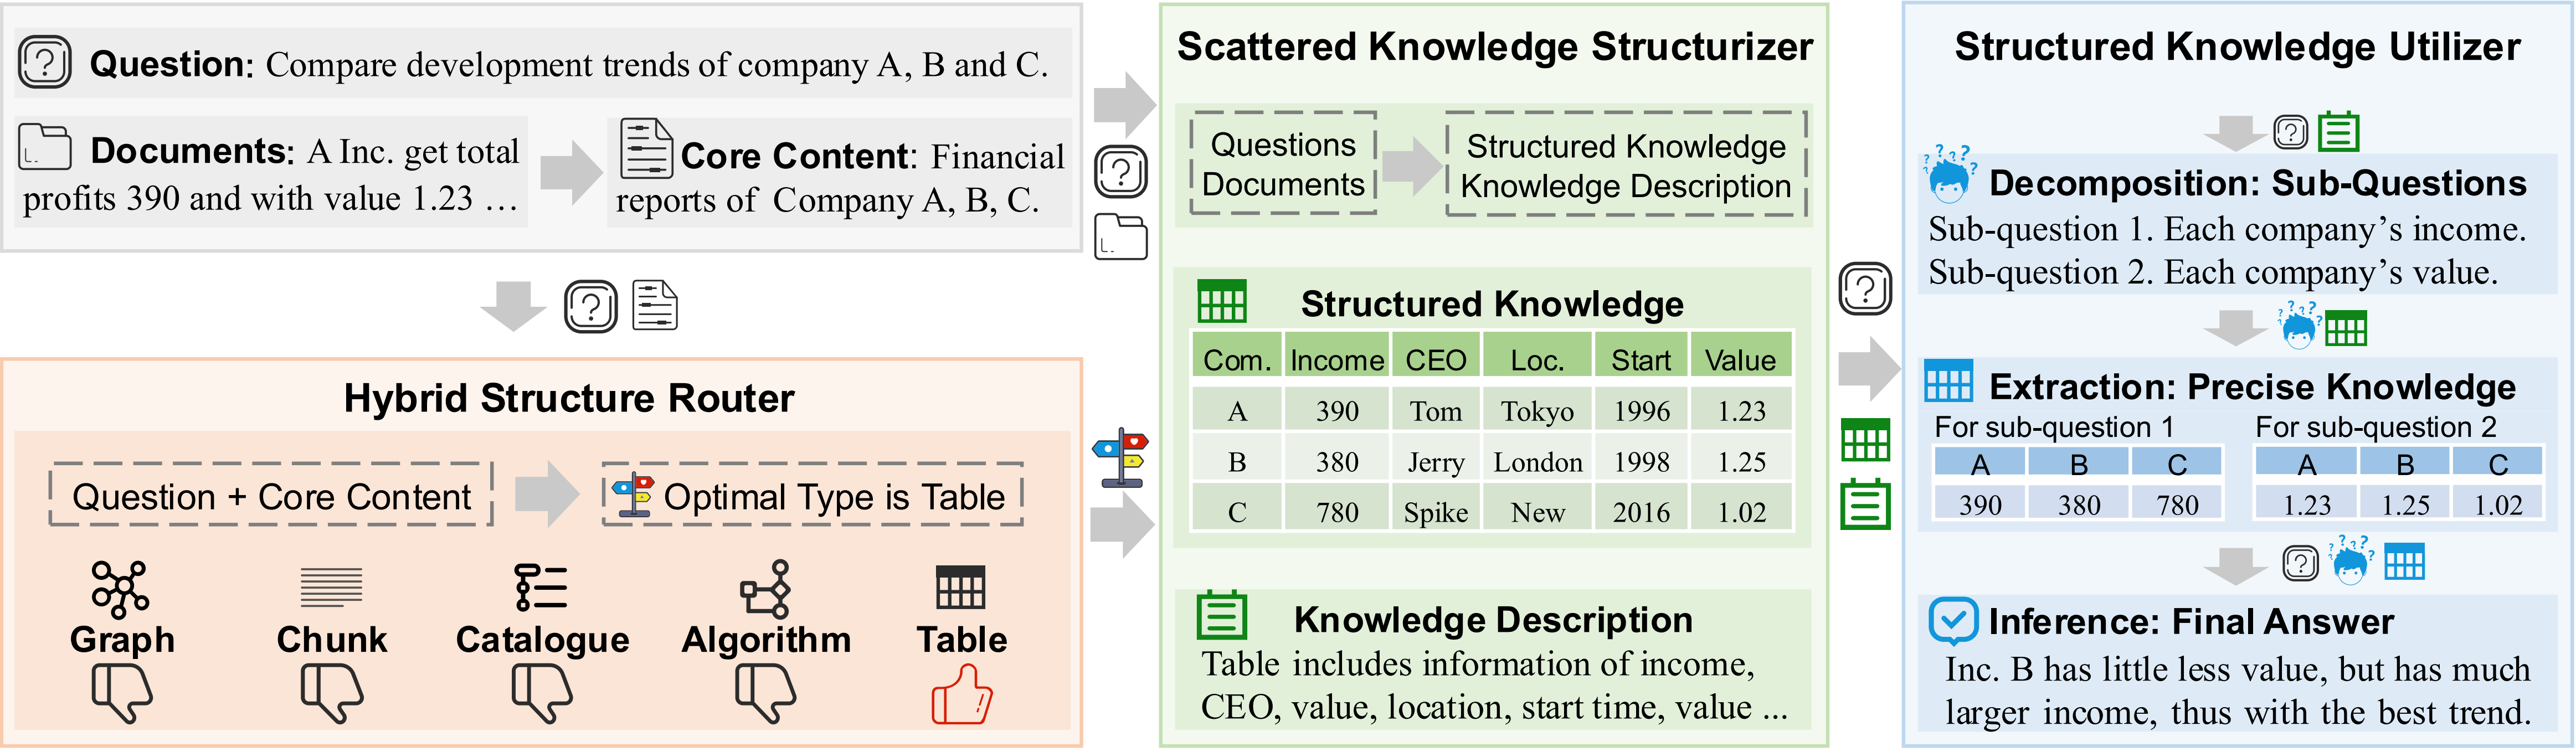 Question: Compare development trends of company A, B and C.
Documents: A Inc. get total
profits 390 and with value 1.23 ...
Core Content: Financial
reports of Company A, B, C.
Hybrid Structure Router
Question + Core Content
Optimal Type is Table
Graph
Chunk
Catalogue
Algorithm
Table
Scattered Knowledge Structurizer
Questions
Documents
Structured Knowledge
Knowledge Description
Structured Knowledge
Com. Income CEO Loc. Start Value
A 390 Tom Tokyo 1996 1.23
B 380 Jerry London 1998 1.25
C 780 Spike New 2016 1.02
Knowledge Description
Table includes information of income,
CEO, value, location, start time, value ...
Structured Knowledge Utilizer
Decomposition: Sub-Questions
Sub-question 1. Each company's income.
Sub-question 2. Each company's value.
Extraction: Precise Knowledge
For sub-question 1
A B C
390 380 780
For sub-question 2
A B C
1.23 1.25 1.02
Inference: Final Answer
Inc. B has little less value, but has much
larger income, thus with the best trend.